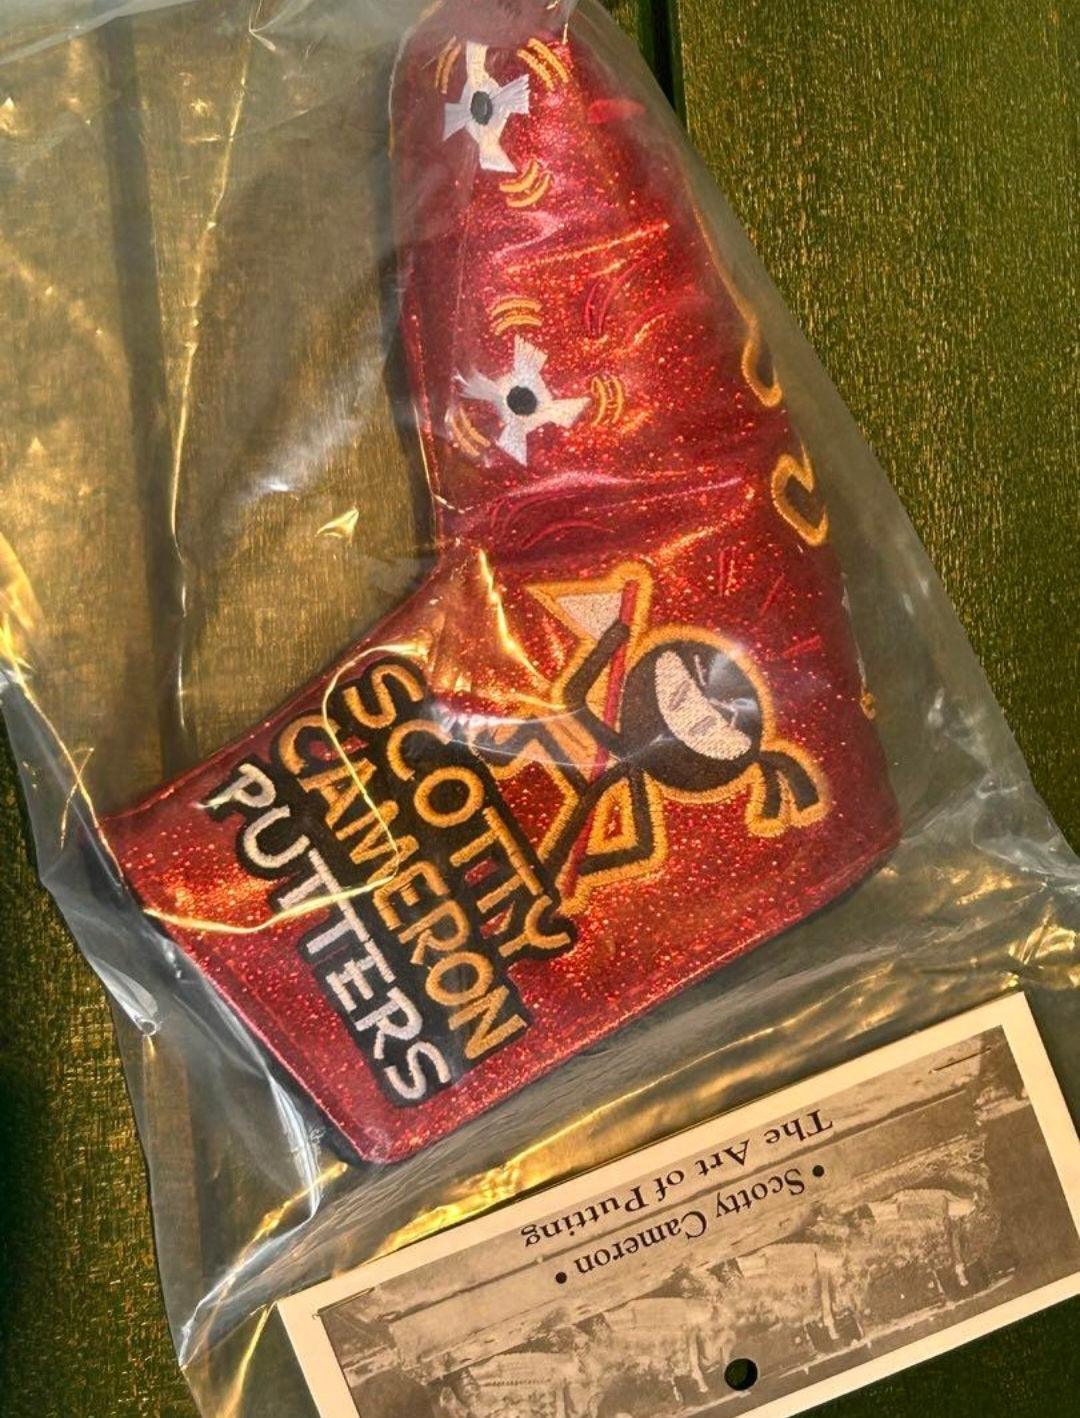 SCOTTY
CAMERON
PUTTERS
• Scotty Cameron •
The Art of Putting